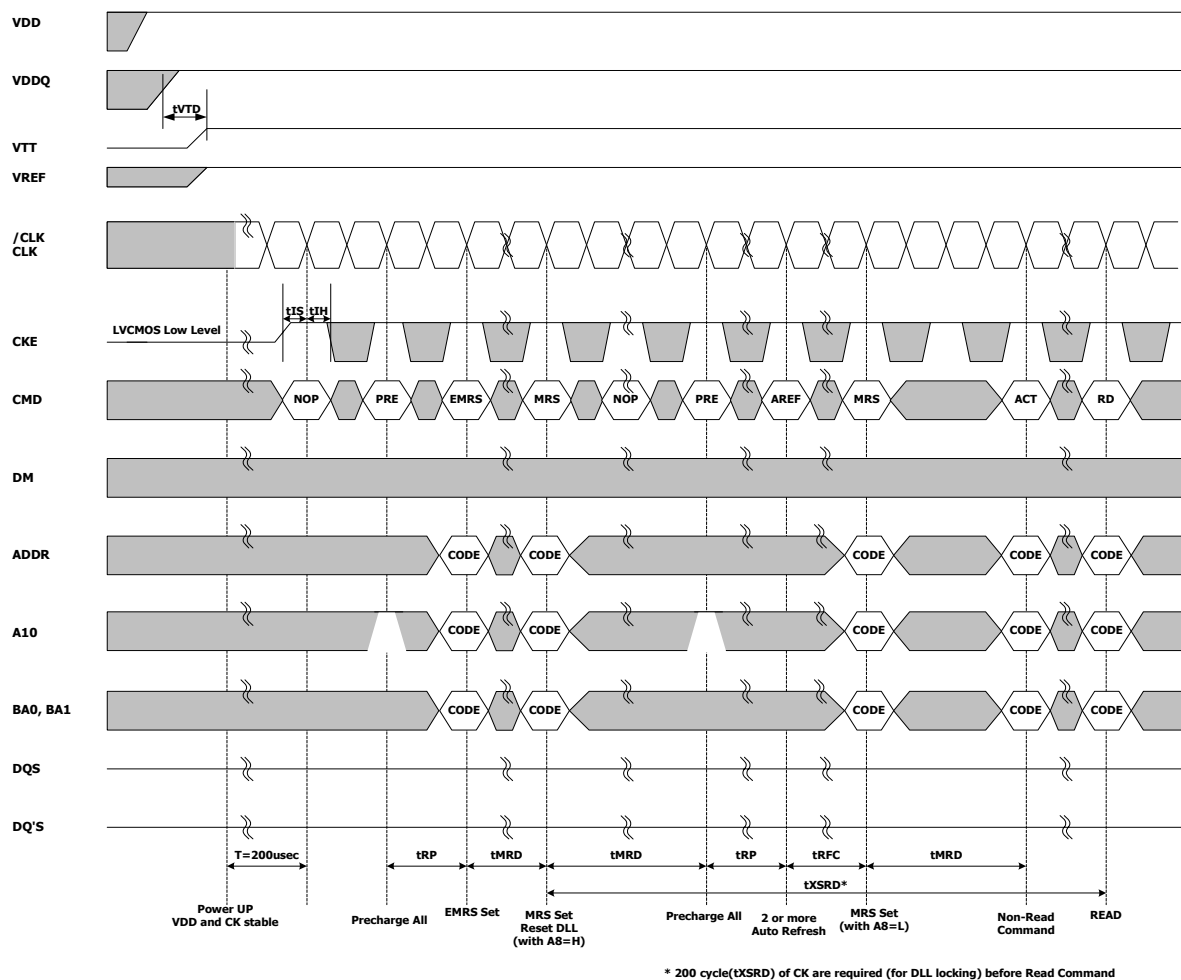 VDD
VDDQ
tVTD
VTT
VREF
/CLK
CLK
tIS tIH
LVCMOS Low Level
CKE
CMD NOP PRE EMRS MRS NOP PRE AREF MRS ACT RD
DM
ADDR CODE CODE CODE CODE CODE
A10 CODE CODE CODE CODE CODE
BA0, BA1 CODE CODE CODE CODE CODE
DQS
DQ'S
T=200usec tRP tMRD tMRD tRP tRFC tMRD
tXSRD*
Power UP
VDD and CK stable
Precharge All
EMRS Set
MRS Set
Reset DLL
(with A8=H)
Precharge All
2 or more
Auto Refresh
MRS Set
(with A8=L)
Non-Read
Command
READ
* 200 cycle(tXSRD) of CK are required (for DLL locking) before Read Command